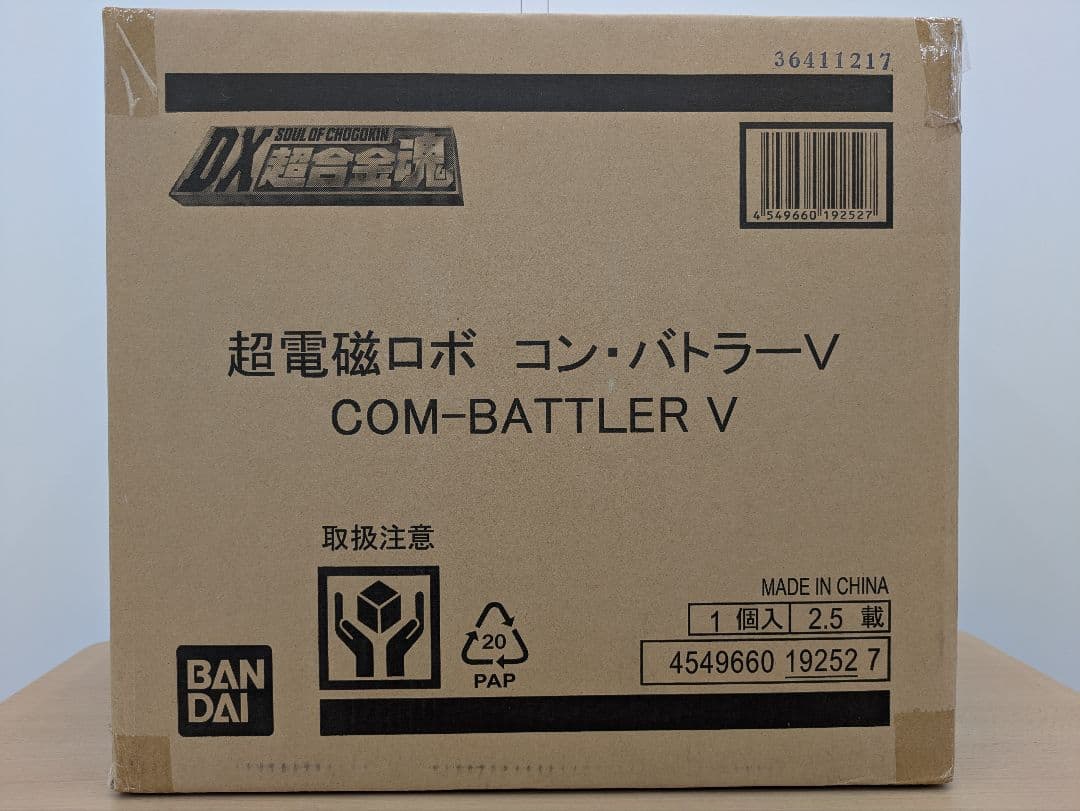 36411217
DX SOUL OF CHOGOKIN
超合金魂
4 549660 192527
超電磁ロボ コン・バトラーV
COM-BATTLER V
取扱注意
MADE IN CHINA
1 個入 2.5 載
20
PAP
4549660 19252 7
BAN
DAI